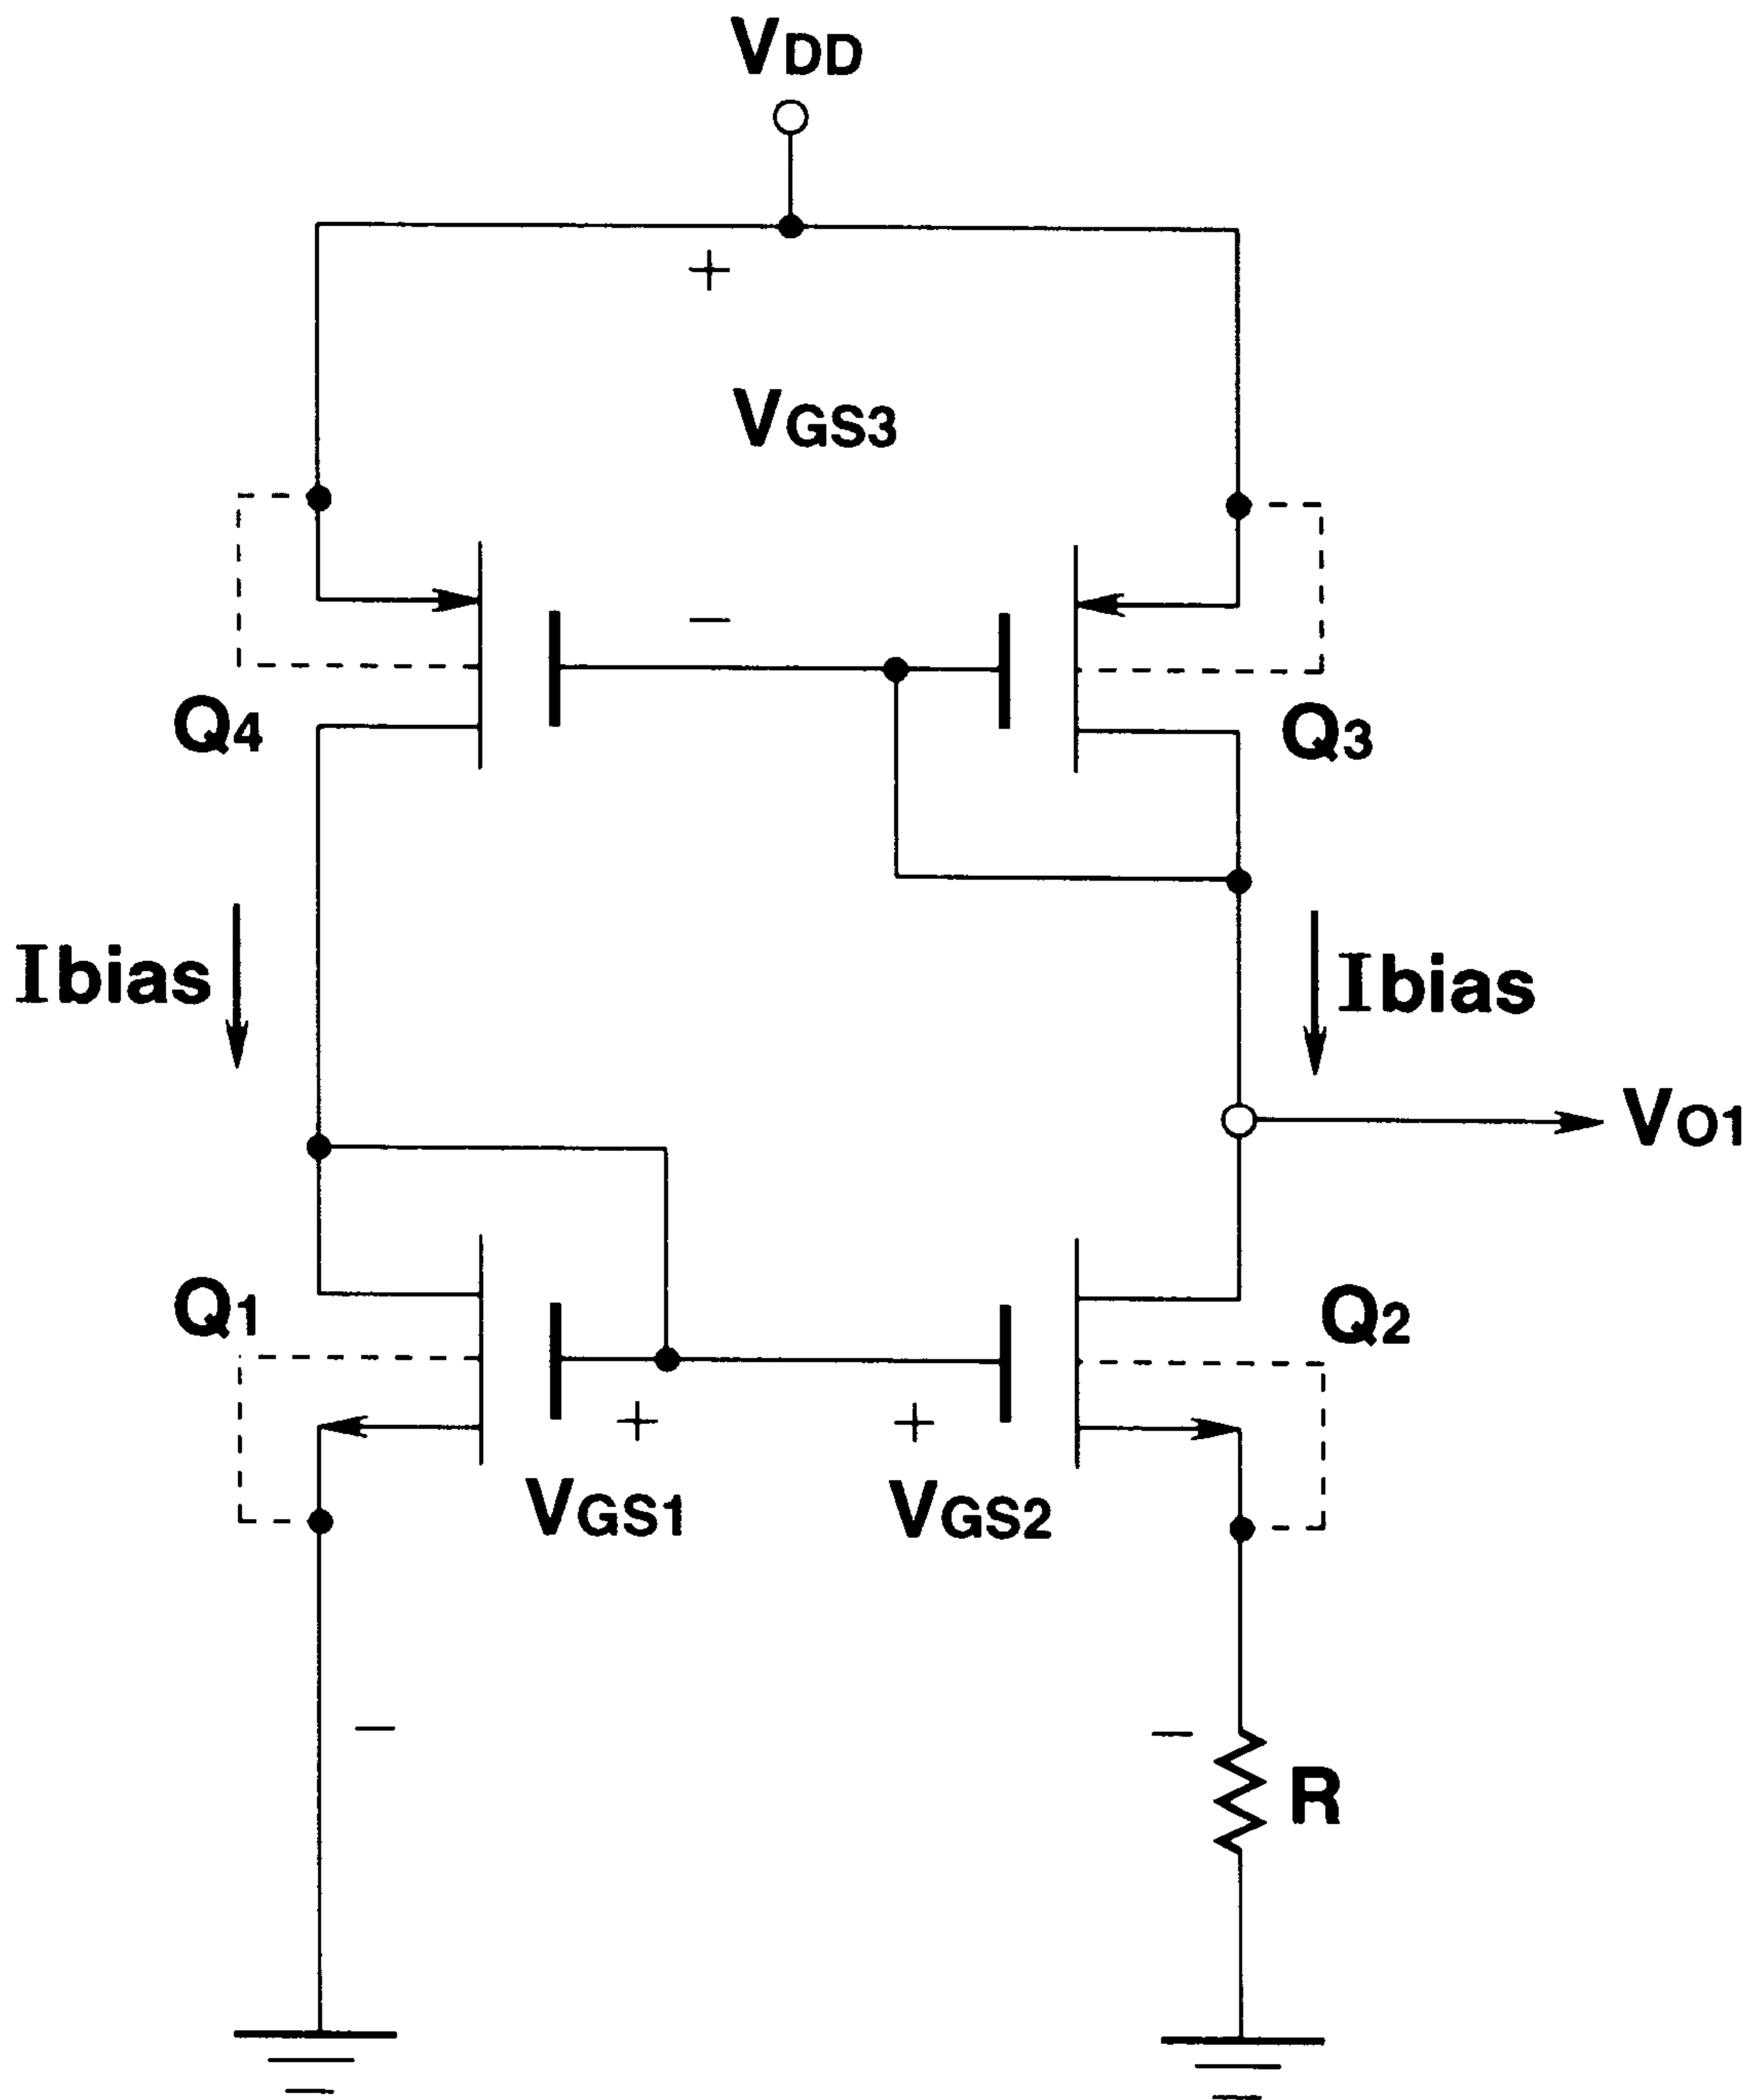 VDD
+
VGS3
−
Q4
Q3
Ibias
Ibias
VO1
Q1
Q2
+
+
VGS1
VGS2
−
−
R